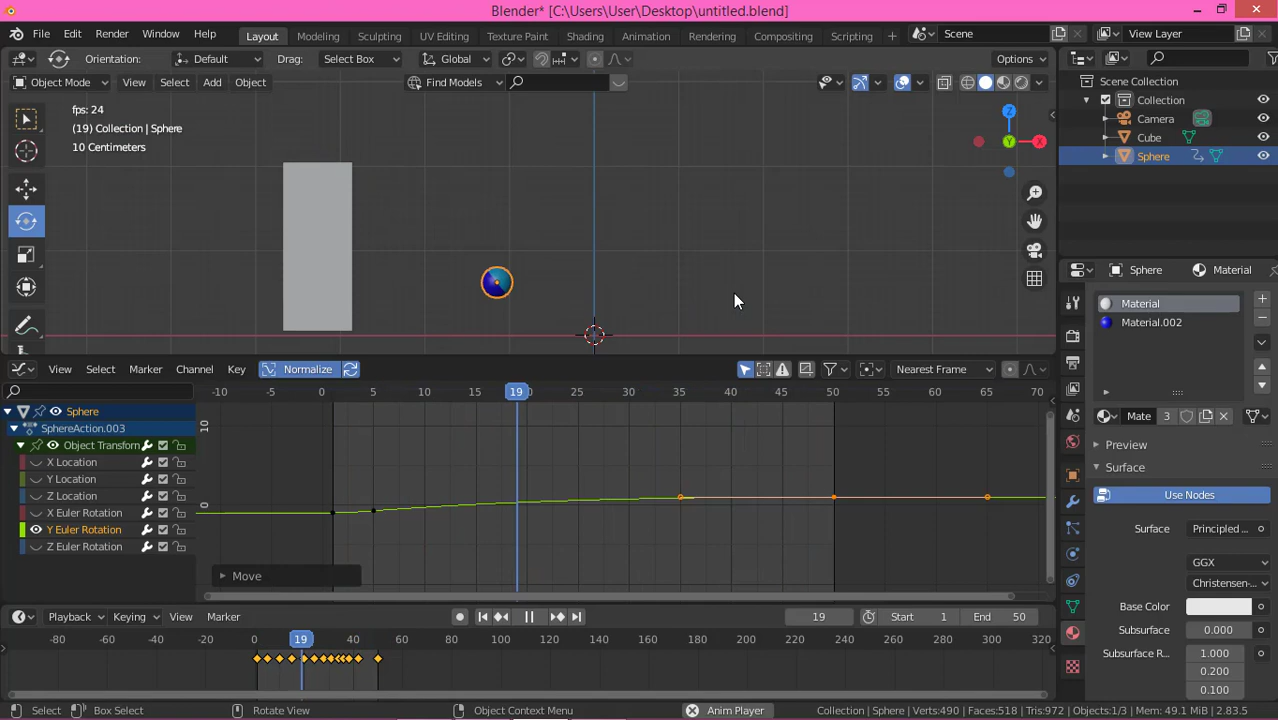 Blender* [C:\Users\User\Desktop\untitled.blend]
File Edit Render Window Help Layout Modeling Sculpting UV Editing Texture Paint Shading Animation Rendering Compositing Scripting + Scene View Layer
Orientation: Default Drag: Select Box Global Options
Object Mode View Select Add Object Find Models
fps: 24
(19) Collection | Sphere
10 Centimeters
Z
Y
X
Scene Collection
Collection
Camera
Cube
Sphere
Sphere Material
Material
Material.002
Mate 3
Preview
Surface
Use Nodes
Surface Principled ...
GGX
Christensen-...
Base Color
Subsurface 0.000
Subsurface R... 1.000
0.200
0.100
View Select Marker Channel Key Normalize Nearest Frame
-10 0 5 10 15 19 35 40 45 50 55 60 65 70
Sphere
SphereAction.003
Object Transform
X Location
Y Location
Z Location
X Euler Rotation
Y Euler Rotation
Z Euler Rotation
10
0
Move
Playback Keying View Marker 19 Start 1 End 50
-80 -60 -40 -20 0 19 40 60 80 100 120 140 160 180 200 220 240 260 280 300 320
Select Box Select Rotate View Object Context Menu Anim Player Collection | Sphere | Verts:490 | Faces:518 | Tris:972 | Objects:1/3 | Mem: 49.1 MiB | 2.83.5